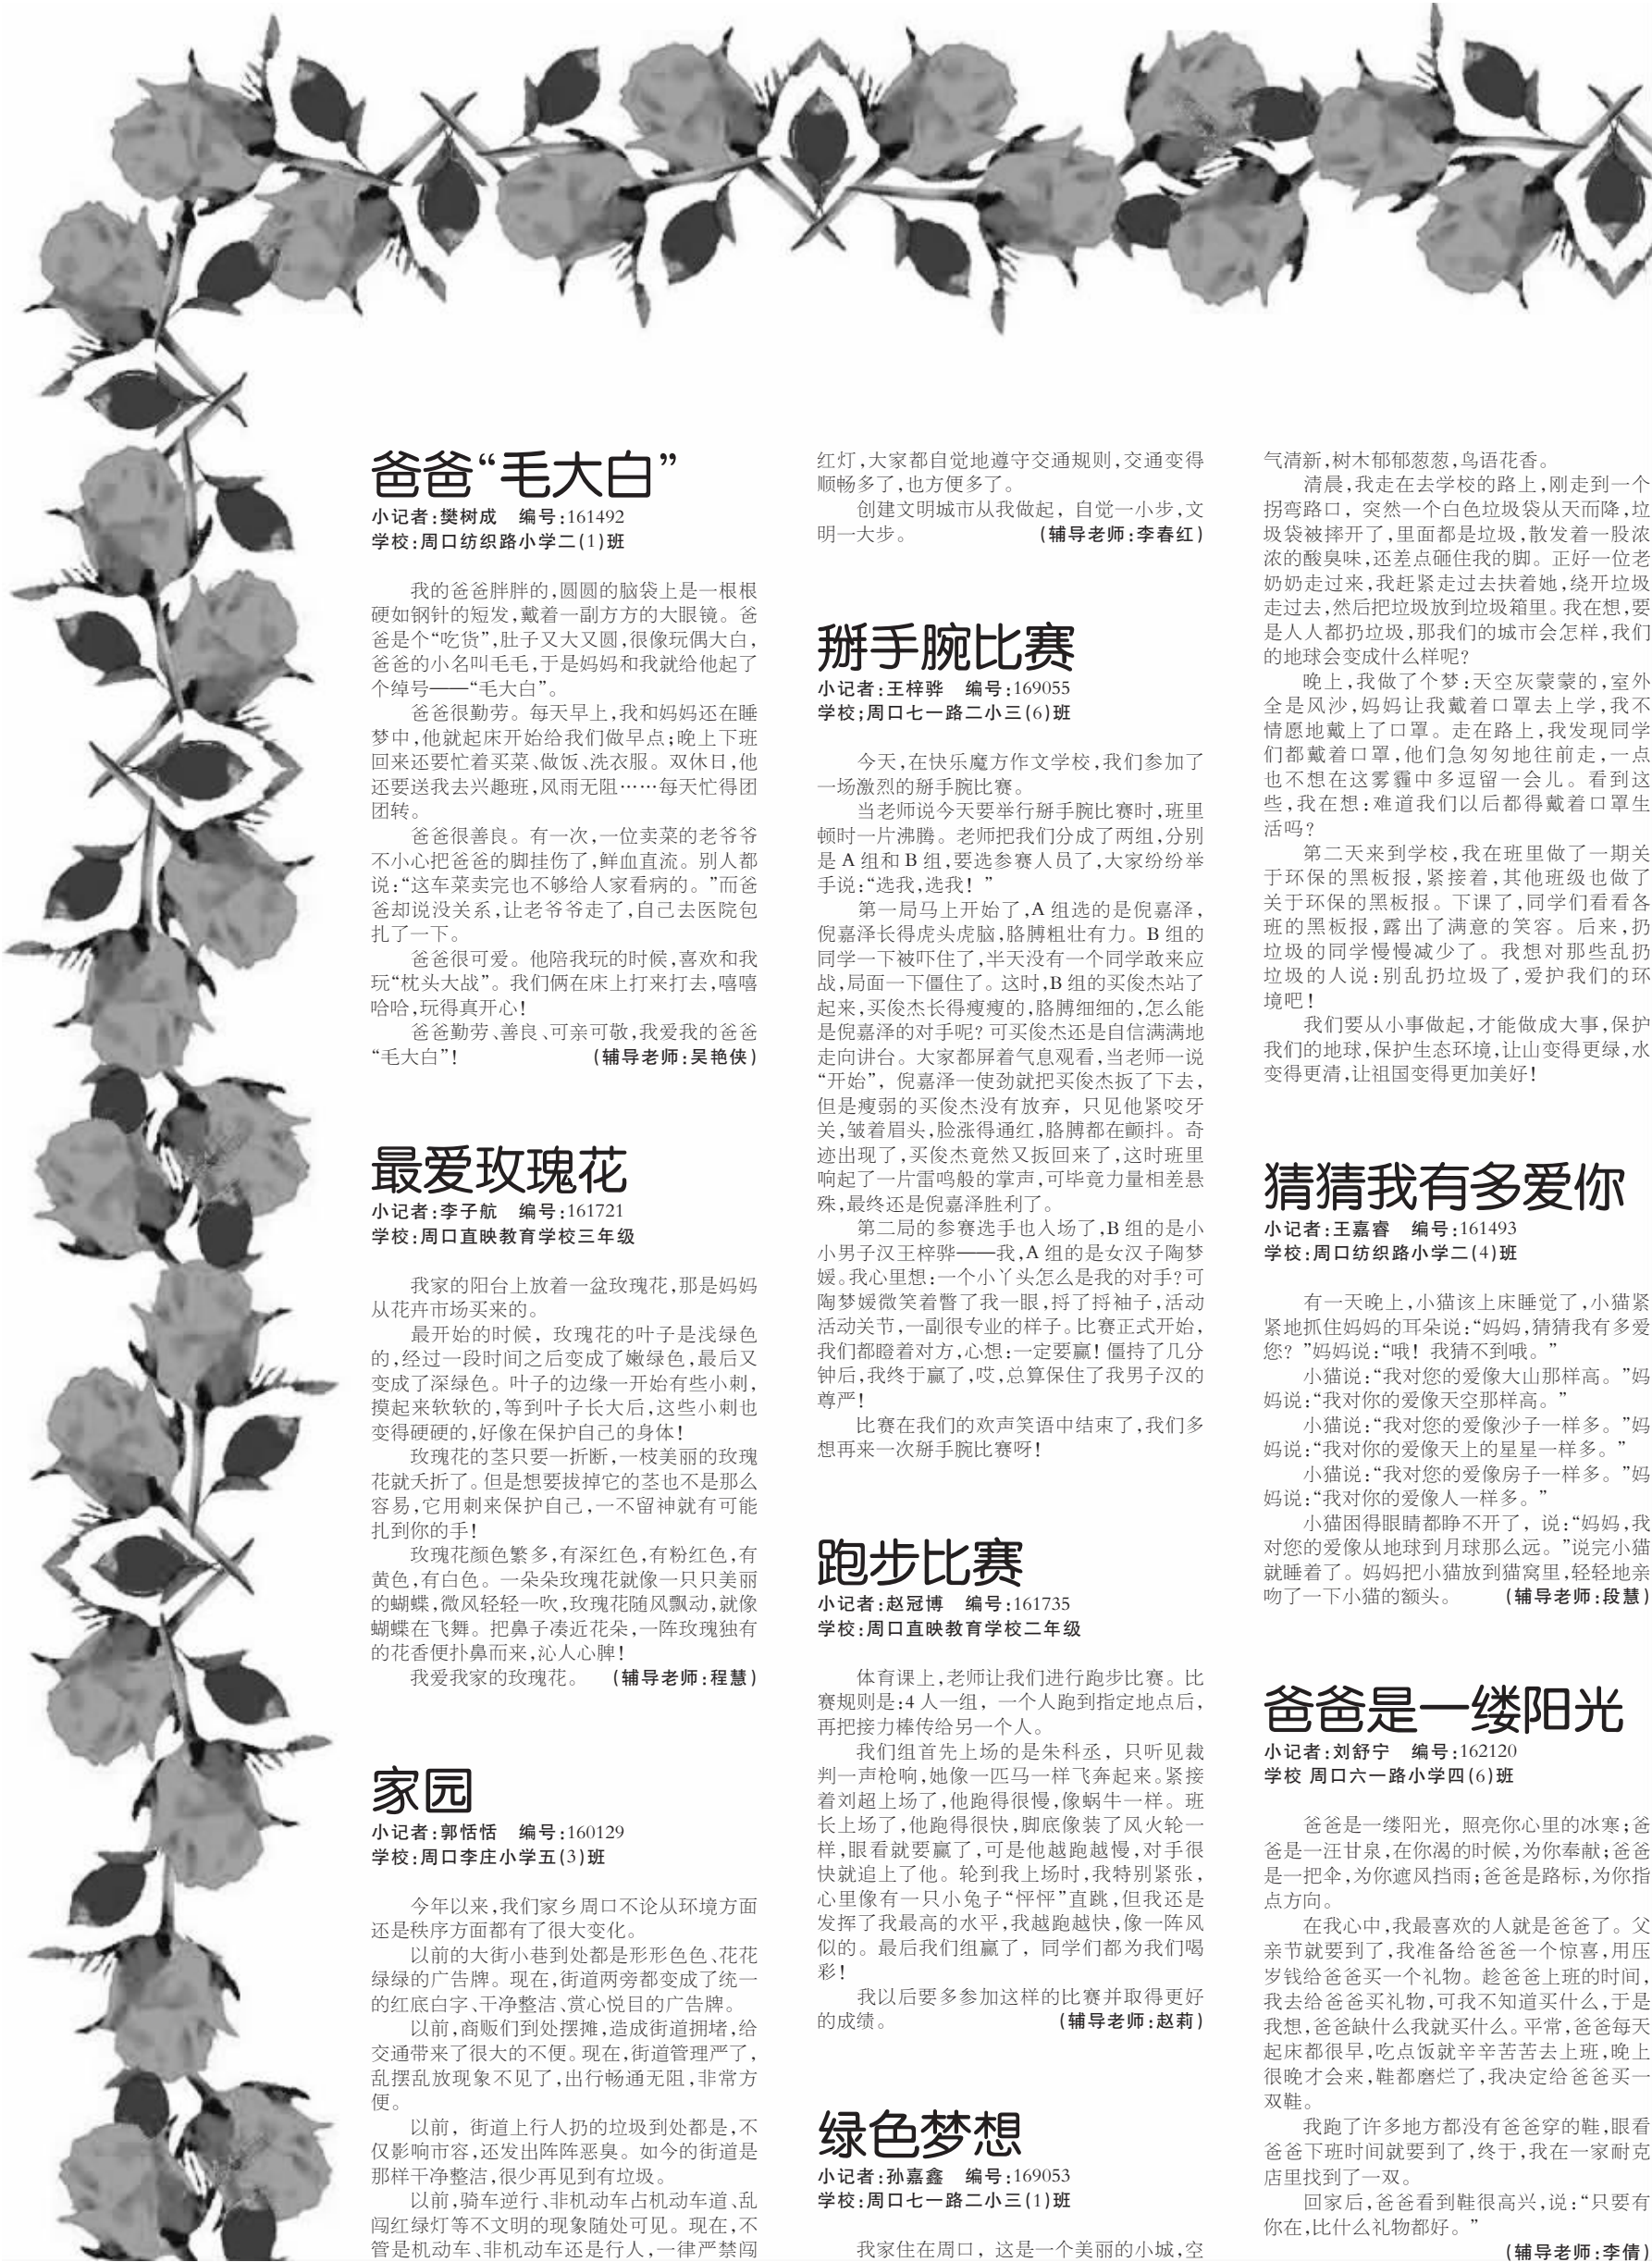 爸爸“毛大白”
小记者:樊树成　编号:161492
学校:周口纺织路小学二(1)班
我的爸爸胖胖的,圆圆的脑袋上是一根根
硬如钢针的短发,戴着一副方方的大眼镜。爸
爸是个“吃货”,肚子又大又圆,很像玩偶大白,
爸爸的小名叫毛毛,于是妈妈和我就给他起了
个绰号——“毛大白”。
爸爸很勤劳。每天早上,我和妈妈还在睡
梦中,他就起床开始给我们做早点;晚上下班
回来还要忙着买菜、做饭、洗衣服。双休日,他
还要送我去兴趣班,风雨无阻……每天忙得团
团转。
爸爸很善良。有一次,一位卖菜的老爷爷
不小心把爸爸的脚挂伤了,鲜血直流。别人都
说:“这车菜卖完也不够给人家看病的。”而爸
爸却说没关系,让老爷爷走了,自己去医院包
扎了一下。
爸爸很可爱。他陪我玩的时候,喜欢和我
玩“枕头大战”。我们俩在床上打来打去,嘻嘻
哈哈,玩得真开心!
爸爸勤劳、善良、可亲可敬,我爱我的爸爸
“毛大白”!　(辅导老师:吴艳侠)
最爱玫瑰花
小记者:李子航　编号:161721
学校:周口直映教育学校三年级
我家的阳台上放着一盆玫瑰花,那是妈妈
从花卉市场买来的。
最开始的时候，玫瑰花的叶子是浅绿色
的,经过一段时间之后变成了嫩绿色,最后又
变成了深绿色。叶子的边缘一开始有些小刺,
摸起来软软的,等到叶子长大后,这些小刺也
变得硬硬的,好像在保护自己的身体!
玫瑰花的茎只要一折断,一枝美丽的玫瑰
花就夭折了。但是想要拔掉它的茎也不是那么
容易,它用刺来保护自己,一不留神就有可能
扎到你的手!
玫瑰花颜色繁多,有深红色,有粉红色,有
黄色,有白色。一朵朵玫瑰花就像一只只美丽
的蝴蝶,微风轻轻一吹,玫瑰花随风飘动,就像
蝴蝶在飞舞。把鼻子凑近花朵,一阵玫瑰独有
的花香便扑鼻而来,沁人心脾!
我爱我家的玫瑰花。　(辅导老师:程慧)
家园
小记者:郭恬恬　编号:160129
学校:周口李庄小学五(3)班
今年以来,我们家乡周口不论从环境方面
还是秩序方面都有了很大变化。
以前的大街小巷到处都是形形色色、花花
绿绿的广告牌。现在,街道两旁都变成了统一
的红底白字、干净整洁、赏心悦目的广告牌。
以前,商贩们到处摆摊,造成街道拥堵,给
交通带来了很大的不便。现在,街道管理严了,
乱摆乱放现象不见了,出行畅通无阻,非常方
便。
以前，街道上行人扔的垃圾到处都是,不
仅影响市容,还发出阵阵恶臭。如今的街道是
那样干净整洁,很少再见到有垃圾。
以前,骑车逆行、非机动车占机动车道、乱
闯红绿灯等不文明的现象随处可见。现在,不
管是机动车、非机动车还是行人,一律严禁闯
红灯,大家都自觉地遵守交通规则,交通变得
顺畅多了,也方便多了。
创建文明城市从我做起，自觉一小步,文
明一大步。　(辅导老师:李春红)
掰手腕比赛
小记者:王梓骅　编号:169055
学校;周口七一路二小三(6)班
今天,在快乐魔方作文学校,我们参加了
一场激烈的掰手腕比赛。
当老师说今天要举行掰手腕比赛时,班里
顿时一片沸腾。老师把我们分成了两组,分别
是 A 组和 B 组,要选参赛人员了,大家纷纷举
手说:“选我,选我！”
第一局马上开始了,A 组选的是倪嘉泽,
倪嘉泽长得虎头虎脑,胳膊粗壮有力。B 组的
同学一下被吓住了,半天没有一个同学敢来应
战,局面一下僵住了。这时,B 组的买俊杰站了
起来,买俊杰长得瘦瘦的,胳膊细细的,怎么能
是倪嘉泽的对手呢？可买俊杰还是自信满满地
走向讲台。大家都屏着气息观看,当老师一说
“开始”，倪嘉泽一使劲就把买俊杰扳了下去,
但是瘦弱的买俊杰没有放弃，只见他紧咬牙
关,皱着眉头,脸涨得通红,胳膊都在颤抖。奇
迹出现了,买俊杰竟然又扳回来了,这时班里
响起了一片雷鸣般的掌声,可毕竟力量相差悬
殊,最终还是倪嘉泽胜利了。
第二局的参赛选手也入场了,B 组的是小
小男子汉王梓骅——我,A 组的是女汉子陶梦
媛。我心里想:一个小丫头怎么是我的对手?可
陶梦媛微笑着瞥了我一眼,捋了捋袖子,活动
活动关节,一副很专业的样子。比赛正式开始,
我们都瞪着对方,心想:一定要赢！僵持了几分
钟后,我终于赢了,哎,总算保住了我男子汉的
尊严!
比赛在我们的欢声笑语中结束了,我们多
想再来一次掰手腕比赛呀!
跑步比赛
小记者:赵冠博　编号:161735
学校:周口直映教育学校二年级
体育课上,老师让我们进行跑步比赛。比
赛规则是:4 人一组，一个人跑到指定地点后,
再把接力棒传给另一个人。
我们组首先上场的是朱科丞，只听见裁
判一声枪响,她像一匹马一样飞奔起来。紧接
着刘超上场了,他跑得很慢,像蜗牛一样。班
长上场了,他跑得很快,脚底像装了风火轮一
样,眼看就要赢了,可是他越跑越慢,对手很
快就追上了他。轮到我上场时,我特别紧张,
心里像有一只小兔子“怦怦”直跳,但我还是
发挥了我最高的水平,我越跑越快,像一阵风
似的。最后我们组赢了，同学们都为我们喝
彩!
我以后要多参加这样的比赛并取得更好
的成绩。　(辅导老师:赵莉)
绿色梦想
小记者:孙嘉鑫　编号:169053
学校:周口七一路二小三(1)班
我家住在周口，这是一个美丽的小城,空
气清新,树木郁郁葱葱,鸟语花香。
清晨,我走在去学校的路上,刚走到一个
拐弯路口，突然一个白色垃圾袋从天而降,垃
圾袋被摔开了,里面都是垃圾,散发着一股浓
浓的酸臭味,还差点砸住我的脚。正好一位老
奶奶走过来,我赶紧走过去扶着她,绕开垃圾
走过去,然后把垃圾放到垃圾箱里。我在想,要
是人人都扔垃圾,那我们的城市会怎样,我们
的地球会变成什么样呢?
晚上,我做了个梦:天空灰蒙蒙的,室外
全是风沙,妈妈让我戴着口罩去上学,我不
情愿地戴上了口罩。走在路上,我发现同学
们都戴着口罩,他们急匆匆地往前走,一点
也不想在这雾霾中多逗留一会儿。看到这
些,我在想:难道我们以后都得戴着口罩生
活吗?
第二天来到学校,我在班里做了一期关
于环保的黑板报,紧接着,其他班级也做了
关于环保的黑板报。下课了,同学们看看各
班的黑板报,露出了满意的笑容。后来,扔
垃圾的同学慢慢减少了。我想对那些乱扔
垃圾的人说:别乱扔垃圾了,爱护我们的环
境吧!
我们要从小事做起,才能做成大事,保护
我们的地球,保护生态环境,让山变得更绿,水
变得更清,让祖国变得更加美好!
猜猜我有多爱你
小记者:王嘉睿　编号:161493
学校:周口纺织路小学二(4)班
有一天晚上,小猫该上床睡觉了,小猫紧
紧地抓住妈妈的耳朵说:“妈妈,猜猜我有多爱
您？”妈妈说:“哦！我猜不到哦。”
小猫说:“我对您的爱像大山那样高。”妈
妈说:“我对你的爱像天空那样高。”
小猫说:“我对您的爱像沙子一样多。”妈
妈说:“我对你的爱像天上的星星一样多。”
小猫说:“我对您的爱像房子一样多。”妈
妈说:“我对你的爱像人一样多。”
小猫困得眼睛都睁不开了，说:“妈妈,我
对您的爱像从地球到月球那么远。”说完小猫
就睡着了。妈妈把小猫放到猫窝里,轻轻地亲
吻了一下小猫的额头。　(辅导老师:段慧)
爸爸是一缕阳光
小记者:刘舒宁　编号:162120
学校 周口六一路小学四(6)班
爸爸是一缕阳光，照亮你心里的冰寒;爸
爸是一汪甘泉,在你渴的时候,为你奉献;爸爸
是一把伞,为你遮风挡雨;爸爸是路标,为你指
点方向。
在我心中,我最喜欢的人就是爸爸了。父
亲节就要到了,我准备给爸爸一个惊喜,用压
岁钱给爸爸买一个礼物。趁爸爸上班的时间,
我去给爸爸买礼物,可我不知道买什么,于是
我想,爸爸缺什么我就买什么。平常,爸爸每天
起床都很早,吃点饭就辛辛苦苦去上班,晚上
很晚才会来,鞋都磨烂了,我决定给爸爸买一
双鞋。
我跑了许多地方都没有爸爸穿的鞋,眼看
爸爸下班时间就要到了,终于,我在一家耐克
店里找到了一双。
回家后,爸爸看到鞋很高兴,说:“只要有
你在,比什么礼物都好。”
(辅导老师:李倩)